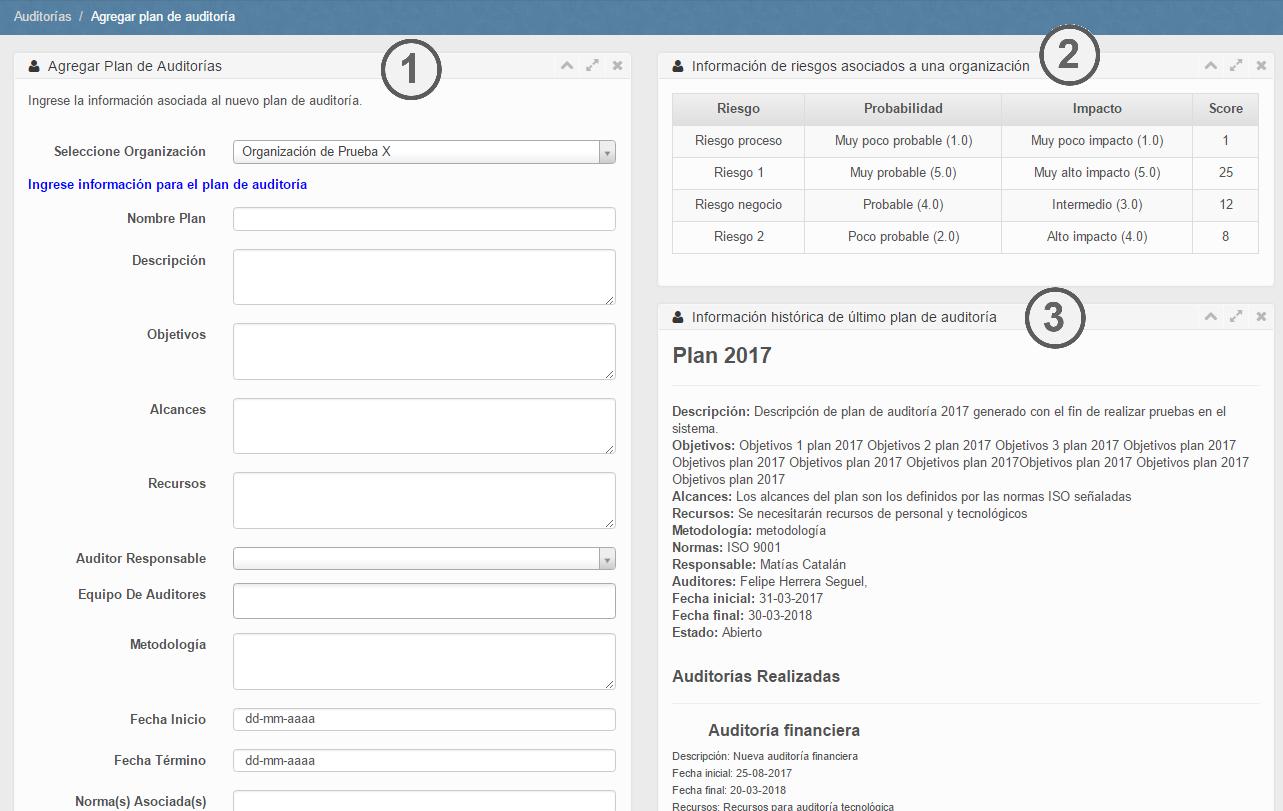 Auditorías / Agregar plan de auditoría
Agregar Plan de Auditorías
1
Ingrese la información asociada al nuevo plan de auditoría.
Seleccione Organización
Organización de Prueba X
Ingrese información para el plan de auditoría
Nombre Plan
Descripción
Objetivos
Alcances
Recursos
Auditor Responsable
Equipo De Auditores
Metodología
Fecha Inicio
dd-mm-aaaa
Fecha Término
dd-mm-aaaa
Norma(s) Asociada(s)
Información de riesgos asociados a una organización
2
Riesgo Probabilidad Impacto Score
Riesgo proceso Muy poco probable (1.0) Muy poco impacto (1.0) 1
Riesgo 1 Muy probable (5.0) Muy alto impacto (5.0) 25
Riesgo negocio Probable (4.0) Intermedio (3.0) 12
Riesgo 2 Poco probable (2.0) Alto impacto (4.0) 8
Información histórica de último plan de auditoría
3
Plan 2017
Descripción: Descripción de plan de auditoría 2017 generado con el fin de realizar pruebas en el
sistema.
Objetivos: Objetivos 1 plan 2017 Objetivos 2 plan 2017 Objetivos 3 plan 2017 Objetivos plan 2017
Objetivos plan 2017 Objetivos plan 2017 Objetivos plan 2017Objetivos plan 2017 Objetivos plan 2017
Objetivos plan 2017
Alcances: Los alcances del plan son los definidos por las normas ISO señaladas
Recursos: Se necesitarán recursos de personal y tecnológicos
Metodología: metodología
Normas: ISO 9001
Responsable: Matías Catalán
Auditores: Felipe Herrera Seguel,
Fecha inicial: 31-03-2017
Fecha final: 30-03-2018
Estado: Abierto
Auditorías Realizadas
Auditoría financiera
Descripción: Nueva auditoría financiera
Fecha inicial: 25-08-2017
Fecha final: 20-03-2018
Recursos: Recursos para auditoría tecnológica